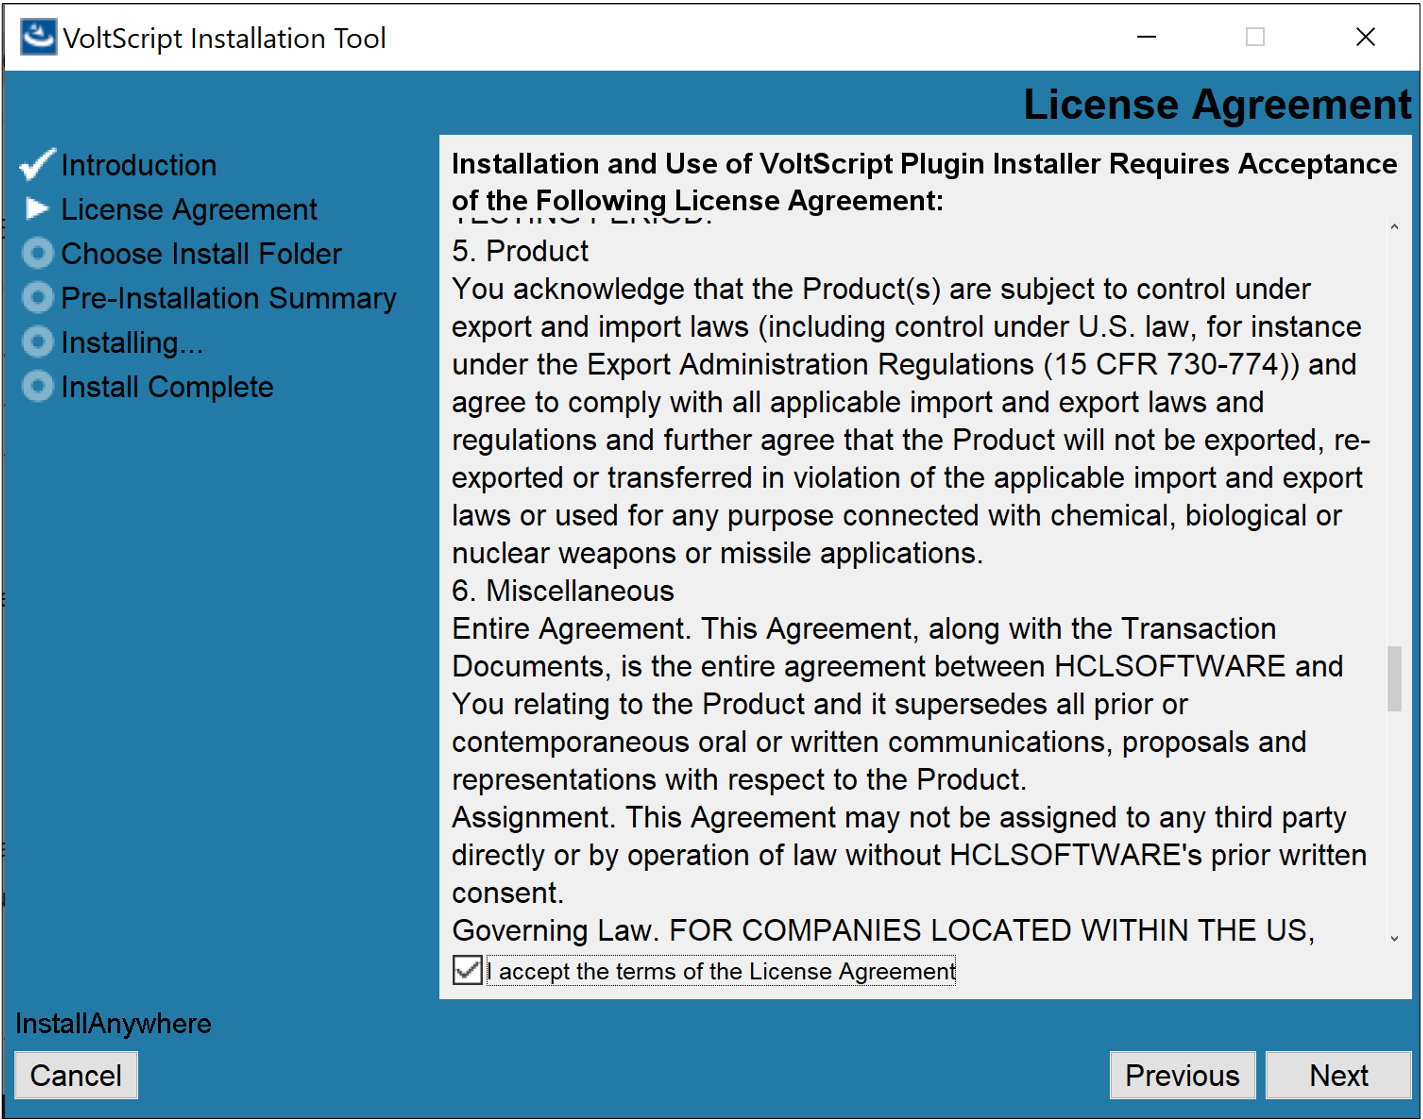 VoltScript Installation Tool
License Agreement
Introduction
License Agreement
Choose Install Folder
Pre-Installation Summary
Installing...
Install Complete
Installation and Use of VoltScript Plugin Installer Requires Acceptance
of the Following License Agreement:
TESTING PERIOD.
5. Product
You acknowledge that the Product(s) are subject to control under
export and import laws (including control under U.S. law, for instance
under the Export Administration Regulations (15 CFR 730-774)) and
agree to comply with all applicable import and export laws and
regulations and further agree that the Product will not be exported, re-
exported or transferred in violation of the applicable import and export
laws or used for any purpose connected with chemical, biological or
nuclear weapons or missile applications.
6. Miscellaneous
Entire Agreement. This Agreement, along with the Transaction
Documents, is the entire agreement between HCLSOFTWARE and
You relating to the Product and it supersedes all prior or
contemporaneous oral or written communications, proposals and
representations with respect to the Product.
Assignment. This Agreement may not be assigned to any third party
directly or by operation of law without HCLSOFTWARE's prior written
consent.
Governing Law. FOR COMPANIES LOCATED WITHIN THE US,
I accept the terms of the License Agreement
InstallAnywhere
Cancel
Previous
Next